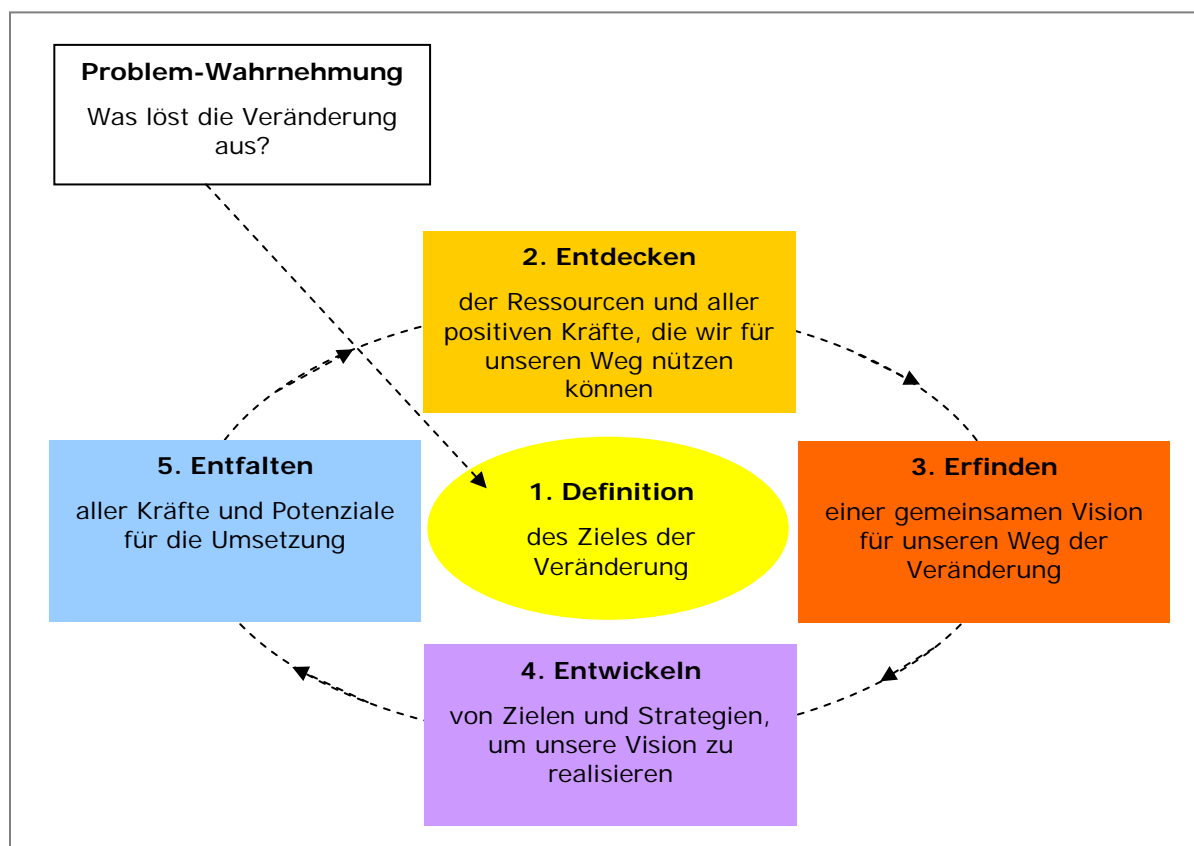 Problem-Wahrnehmung
Was löst die Veränderung
aus?
2. Entdecken
der Ressourcen und aller
positiven Kräfte, die wir für
unseren Weg nützen
können
5. Entfalten
aller Kräfte und Potenziale
für die Umsetzung
1. Definition
des Zieles der
Veränderung
3. Erfinden
einer gemeinsamen Vision
für unseren Weg der
Veränderung
4. Entwickeln
von Zielen und Strategien,
um unsere Vision zu
realisieren